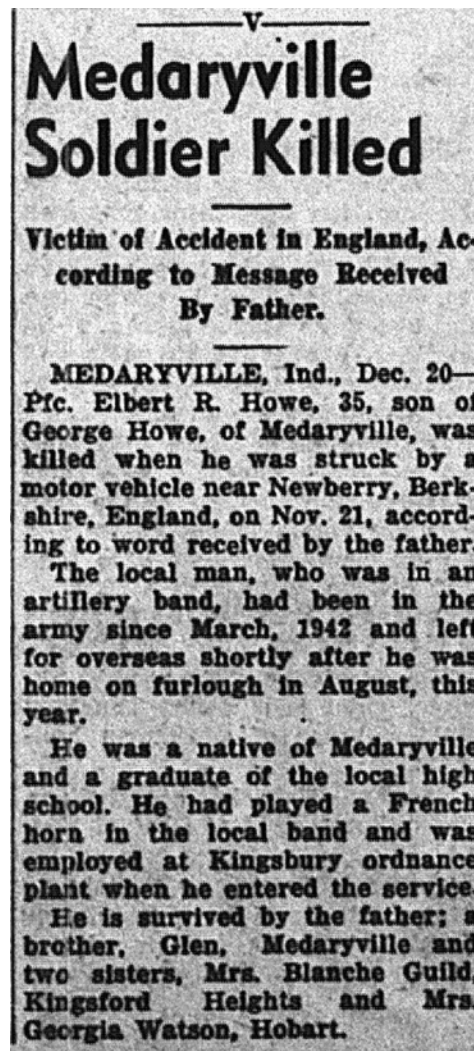 V
Medaryville
Soldier Killed
Victim of Accident in England, Ac-
cording to Message Received
By Father.
MEDARYVILLE, Ind., Dec. 20—
Pfc. Elbert R. Howe, 35, son of
George Howe, of Medaryville, was
killed when he was struck by a
motor vehicle near Newberry, Berk-
shire, England, on Nov. 21, accord-
ing to word received by the father.
The local man, who was in an
artillery band, had been in the
army since March, 1942 and left
for overseas shortly after he was
home on furlough in August, this
year.
He was a native of Medaryville
and a graduate of the local high
school. He had played a French
horn in the local band and was
employed at Kingsbury ordnance
plant when he entered the service.
He is survived by the father; a
brother, Glen, Medaryville and
two sisters, Mrs. Blanche Guild,
Kingsford Heights and Mrs.
Georgia Watson, Hobart.